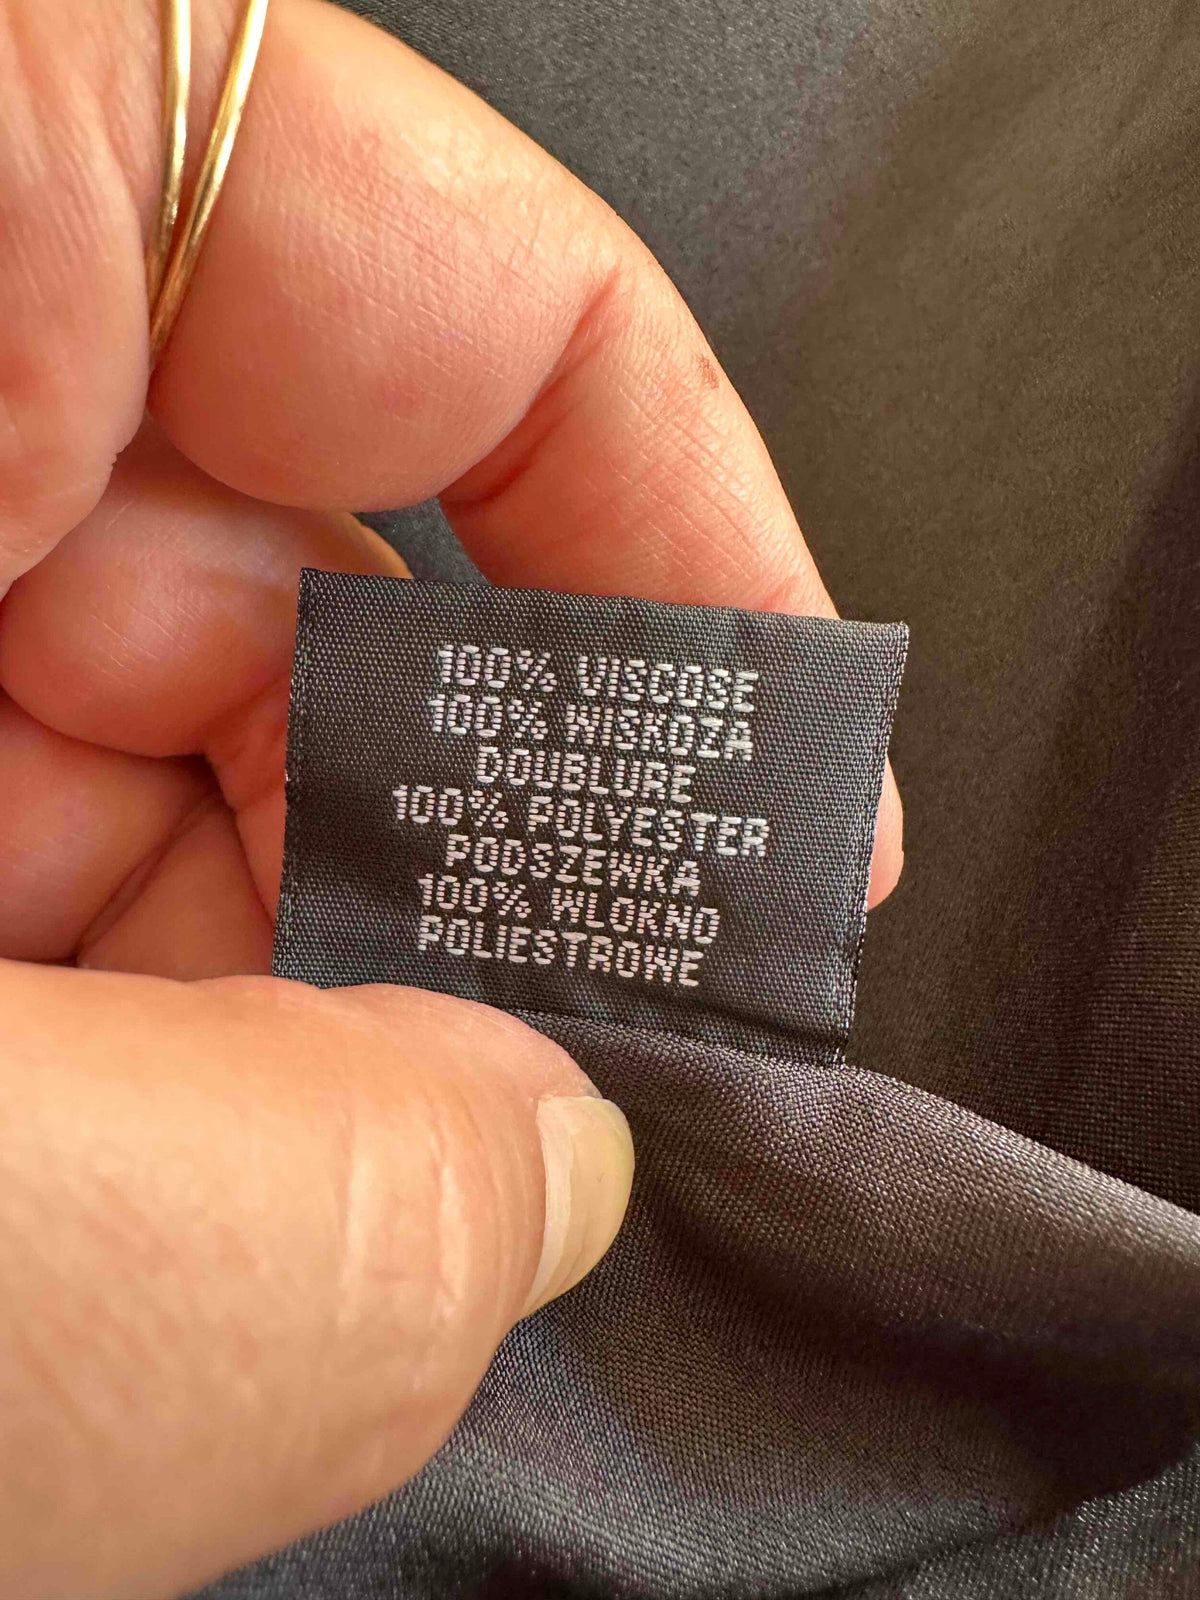 100% VISCOSE
100% WISKOZA
DOUBLURE
100% POLYESTER
PODSZEWKA
100% WLOKNO
POLIESTROWE